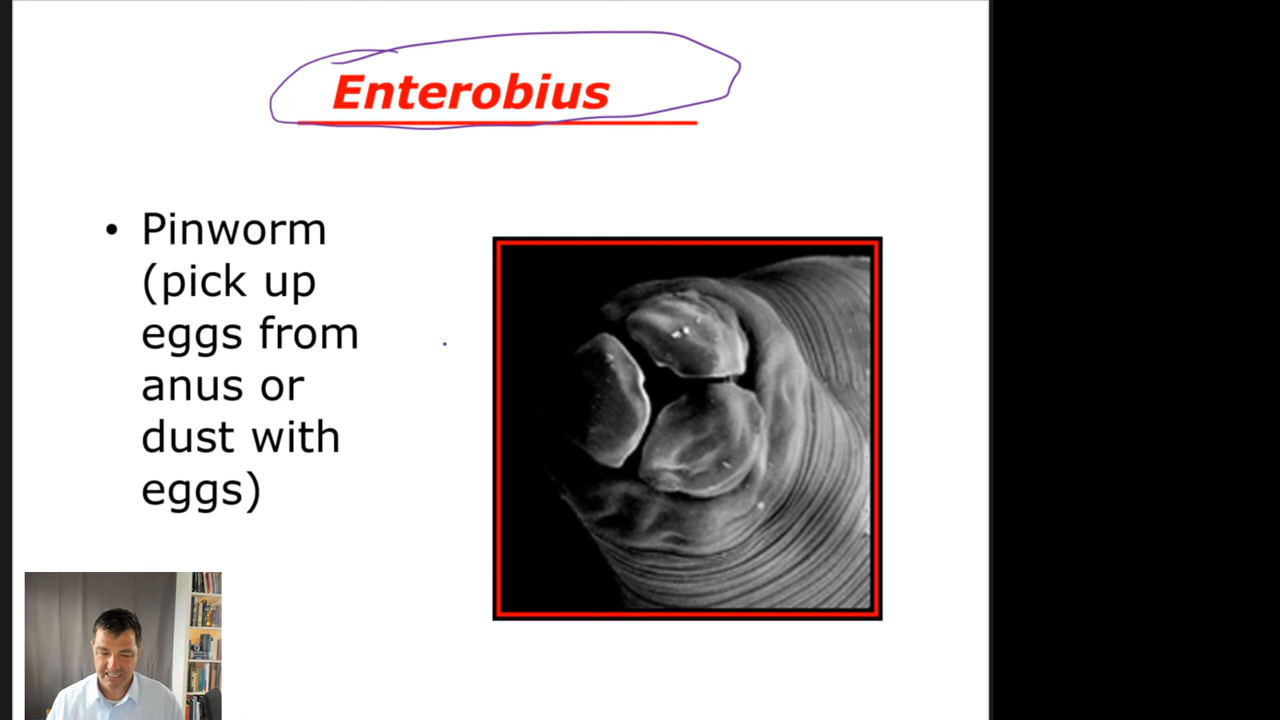 Enterobius
• Pinworm
(pick up
eggs from
anus or
dust with
eggs)